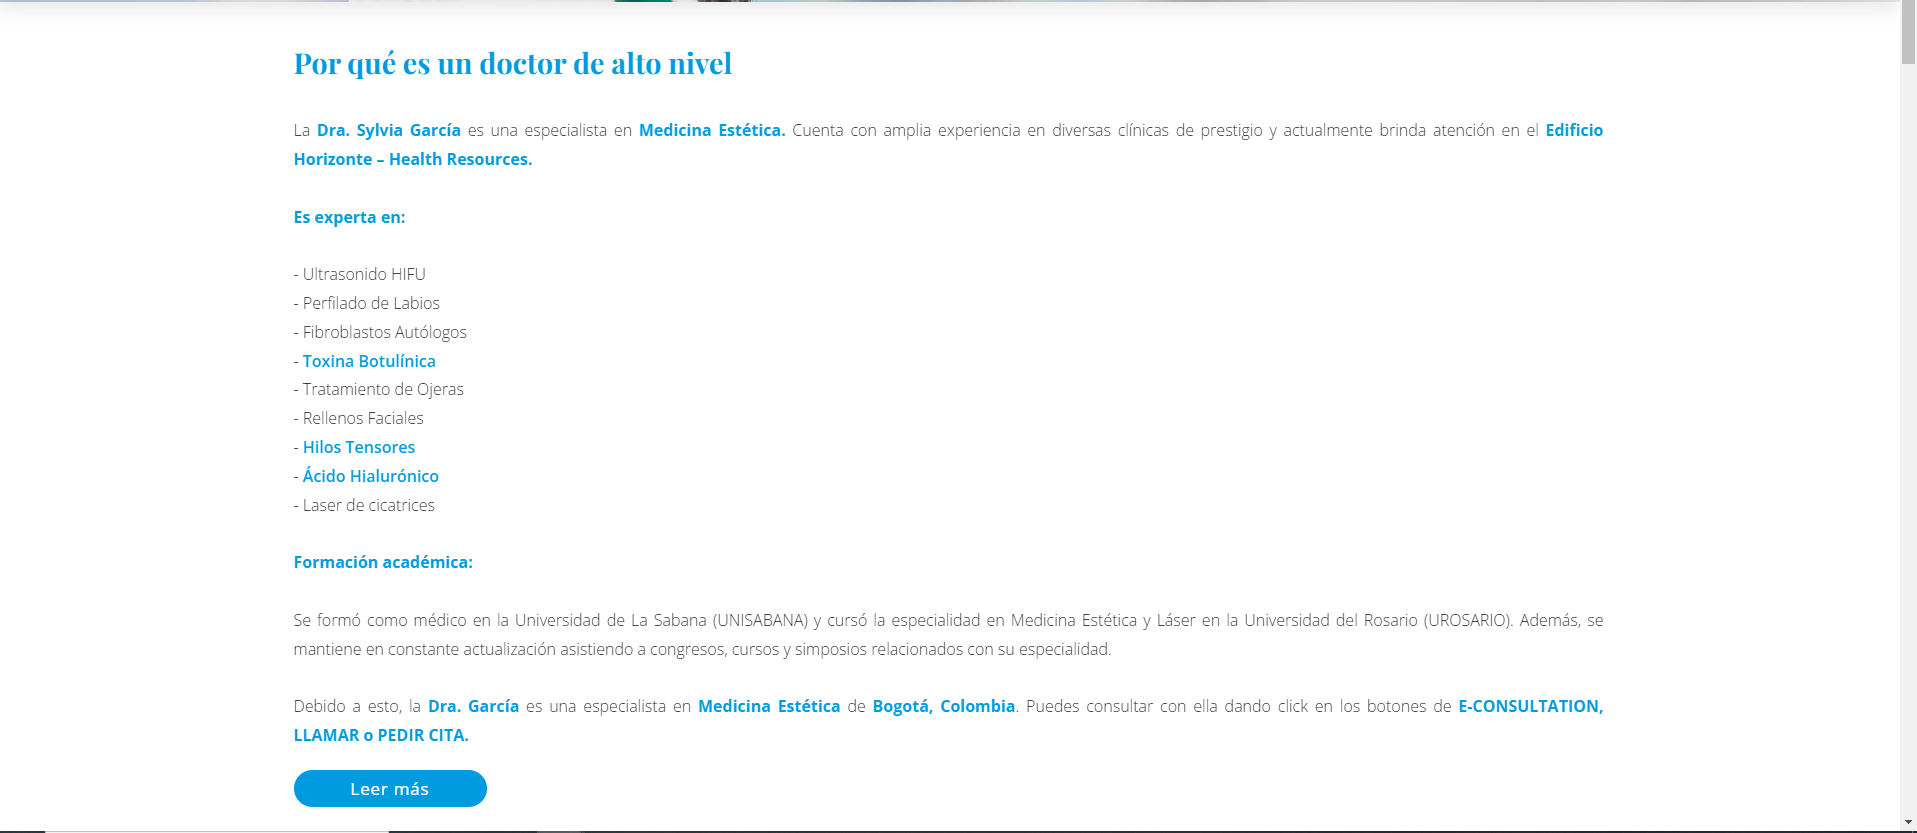 Por qué es un doctor de alto nivel
La Dra. Sylvia García es una especialista en Medicina Estética. Cuenta con amplia experiencia en diversas clínicas de prestigio y actualmente brinda atención en el Edificio
Horizonte – Health Resources.
Es experta en:
- Ultrasonido HIFU
- Perfilado de Labios
- Fibroblastos Autólogos
- Toxina Botulínica
- Tratamiento de Ojeras
- Rellenos Faciales
- Hilos Tensores
- Ácido Hialurónico
- Laser de cicatrices
Formación académica:
Se formó como médico en la Universidad de La Sabana (UNISABANA) y cursó la especialidad en Medicina Estética y Láser en la Universidad del Rosario (UROSARIO). Además, se
mantiene en constante actualización asistiendo a congresos, cursos y simposios relacionados con su especialidad.
Debido a esto, la Dra. García es una especialista en Medicina Estética de Bogotá, Colombia. Puedes consultar con ella dando click en los botones de E-CONSULTATION,
LLAMAR o PEDIR CITA.
Leer más